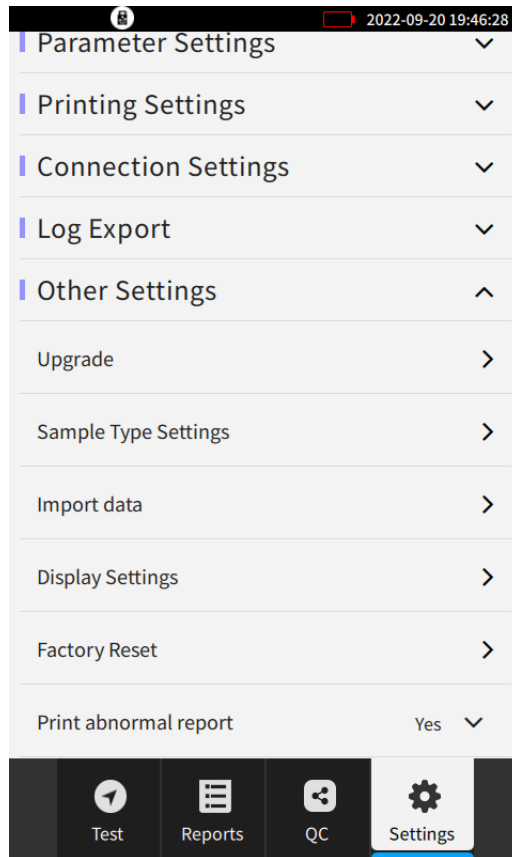 2022-09-20 19:46:28
Parameter Settings
Printing Settings
Connection Settings
Log Export
Other Settings
Upgrade
Sample Type Settings
Import data
Display Settings
Factory Reset
Print abnormal report Yes
Test Reports QC Settings